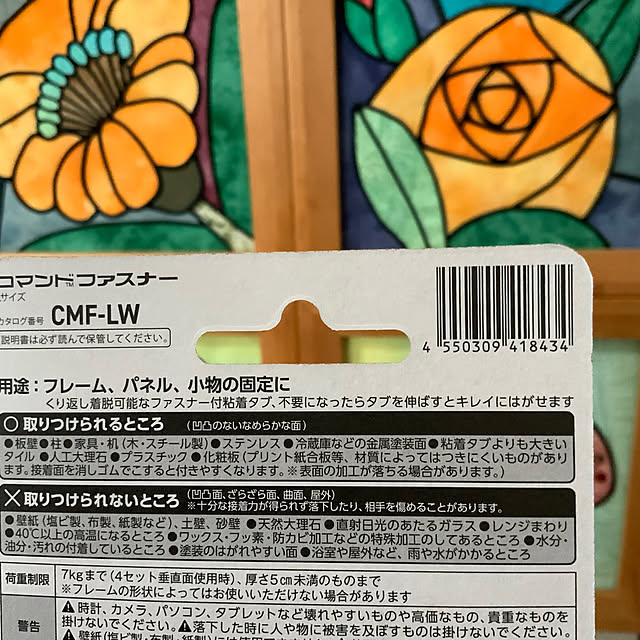 コマンド™ファスナー
サイズ
カタログ番号 CMF-LW
説明書は必ず読んで保管してください。
4 550309 418434
用途：フレーム、パネル、小物の固定に
くり返し着脱可能なファスナー付粘着タブ、不要になったらタブを伸ばすとキレイにはがせます
○ 取りつけられるところ （凹凸のないなめらかな面）
●板壁●柱●家具・机（木・スチール製）●ステンレス●冷蔵庫などの金属塗装面●粘着タブよりも大きい
タイル●人工大理石●プラスチック●化粧板（プリント紙合板等、材質によってはつきにくいものがあり
ます。接着面を消しゴムでこすると付きやすくなります。※表面の加工が落ちる場合があります。）
× 取りつけられないところ （凹凸面、ざらざら面、曲面、屋外）
※十分な接着力が得られず落下したり、相手を傷めることがあります。
●壁紙（塩ビ製、布製、紙製など）、土壁、砂壁 ●天然大理石●直射日光のあたるガラス●レンジまわり
●40℃以上の高温になるところ●ワックス・フッ素・防カビ加工などの特殊加工のしてあるところ●水分・
油分・汚れの付着しているところ●塗装のはがれやすい面●浴室や屋外など、雨や水がかかるところ
荷重制限 7kgまで（4セット垂直面使用時）、厚さ5cm未満のものまで
※フレームの形状によってはお使いいただけない場合があります
警告 ▲時計、カメラ、パソコン、タブレットなど壊れやすいものや高価なもの、貴重なものを
掛けないでください。▲落下した時に人や物に被害を及ぼすものは掛けないでください。